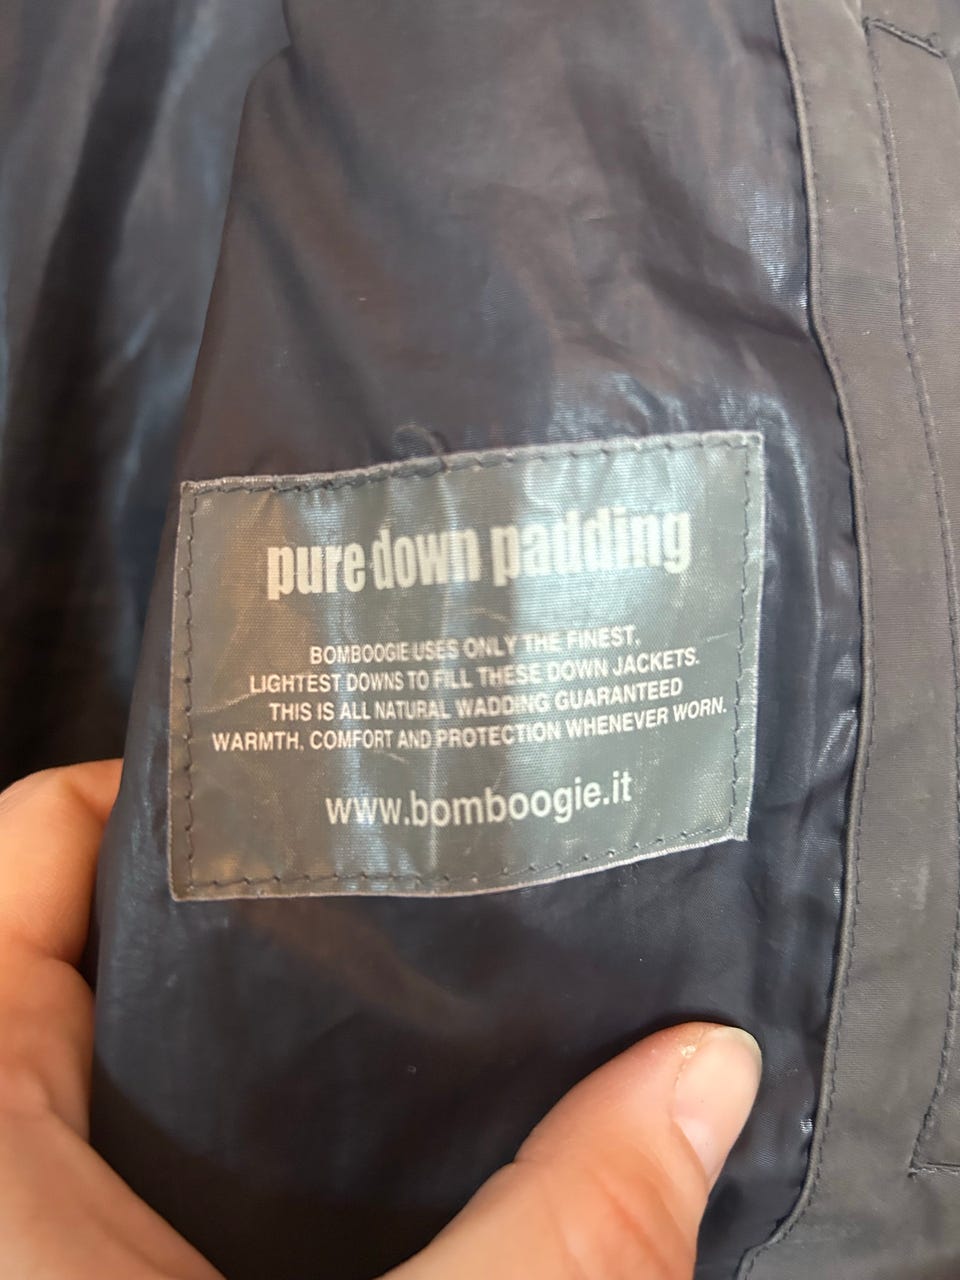 pure down padding
BOMBOOGIE USES ONLY THE FINEST,
LIGHTEST DOWNS TO FILL THESE DOWN JACKETS.
THIS IS ALL NATURAL WADDING GUARANTEED
WARMTH, COMFORT AND PROTECTION WHENEVER WORN.
www.bomboogie.it